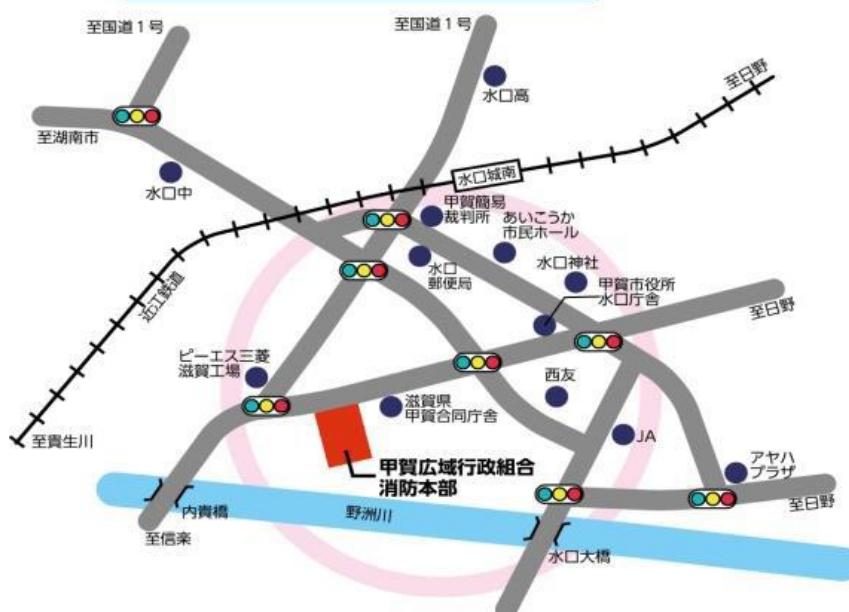 至国道1号
至国道1号
水口高
至日野
至湖南市
水口中
水口城南
甲賀簡易
裁判所
あいこうか
市民ホール
水口
郵便局
水口神社
甲賀市役所
水口庁舎
近江鉄道
至日野
ピーエス三菱
滋賀工場
西友
滋賀県
甲賀合同庁舎
至貴生川
JA
甲賀広域行政組合
消防本部
アヤハ
プラザ
内貴橋
野洲川
至日野
至信楽
水口大橋